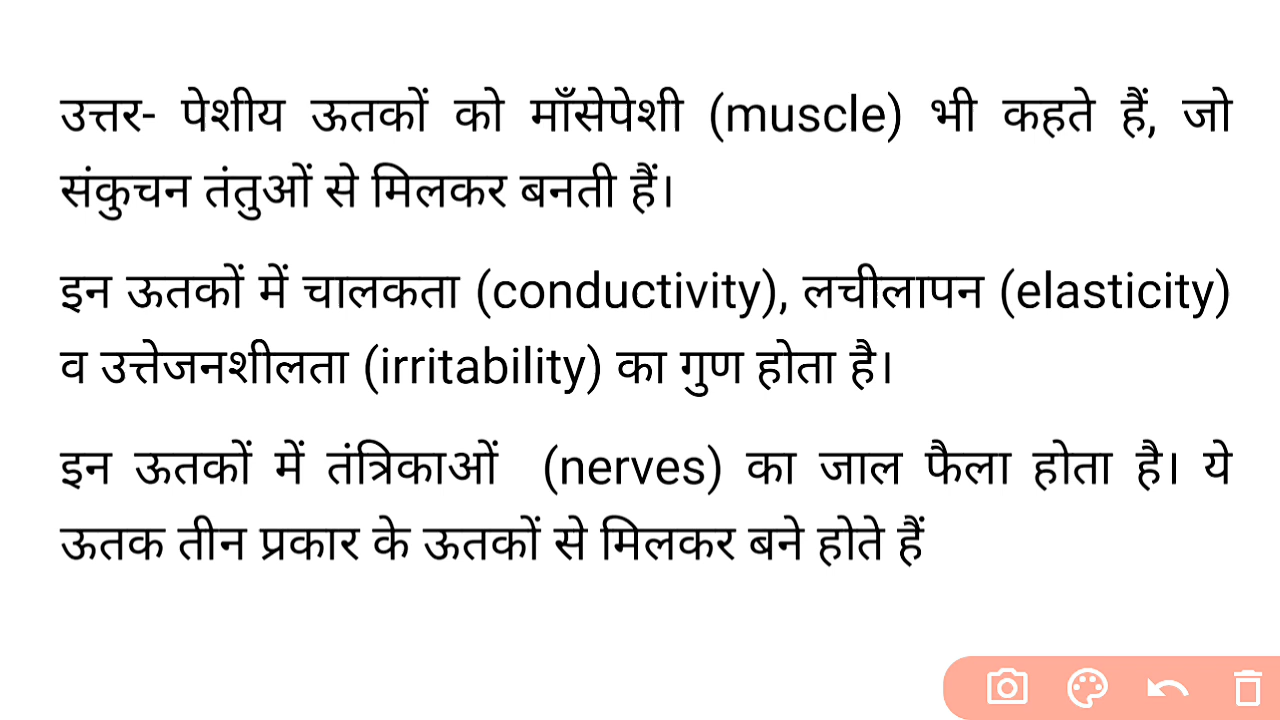 उत्तर- पेशीय ऊतकों को माँसेपेशी (muscle) भी कहते हैं, जो
संकुचन तंतुओं से मिलकर बनती हैं।
इन ऊतकों में चालकता (conductivity), लचीलापन (elasticity)
व उत्तेजनशीलता (irritability) का गुण होता है।
इन ऊतकों में तंत्रिकाओं (nerves) का जाल फैला होता है। ये
ऊतक तीन प्रकार के ऊतकों से मिलकर बने होते हैं